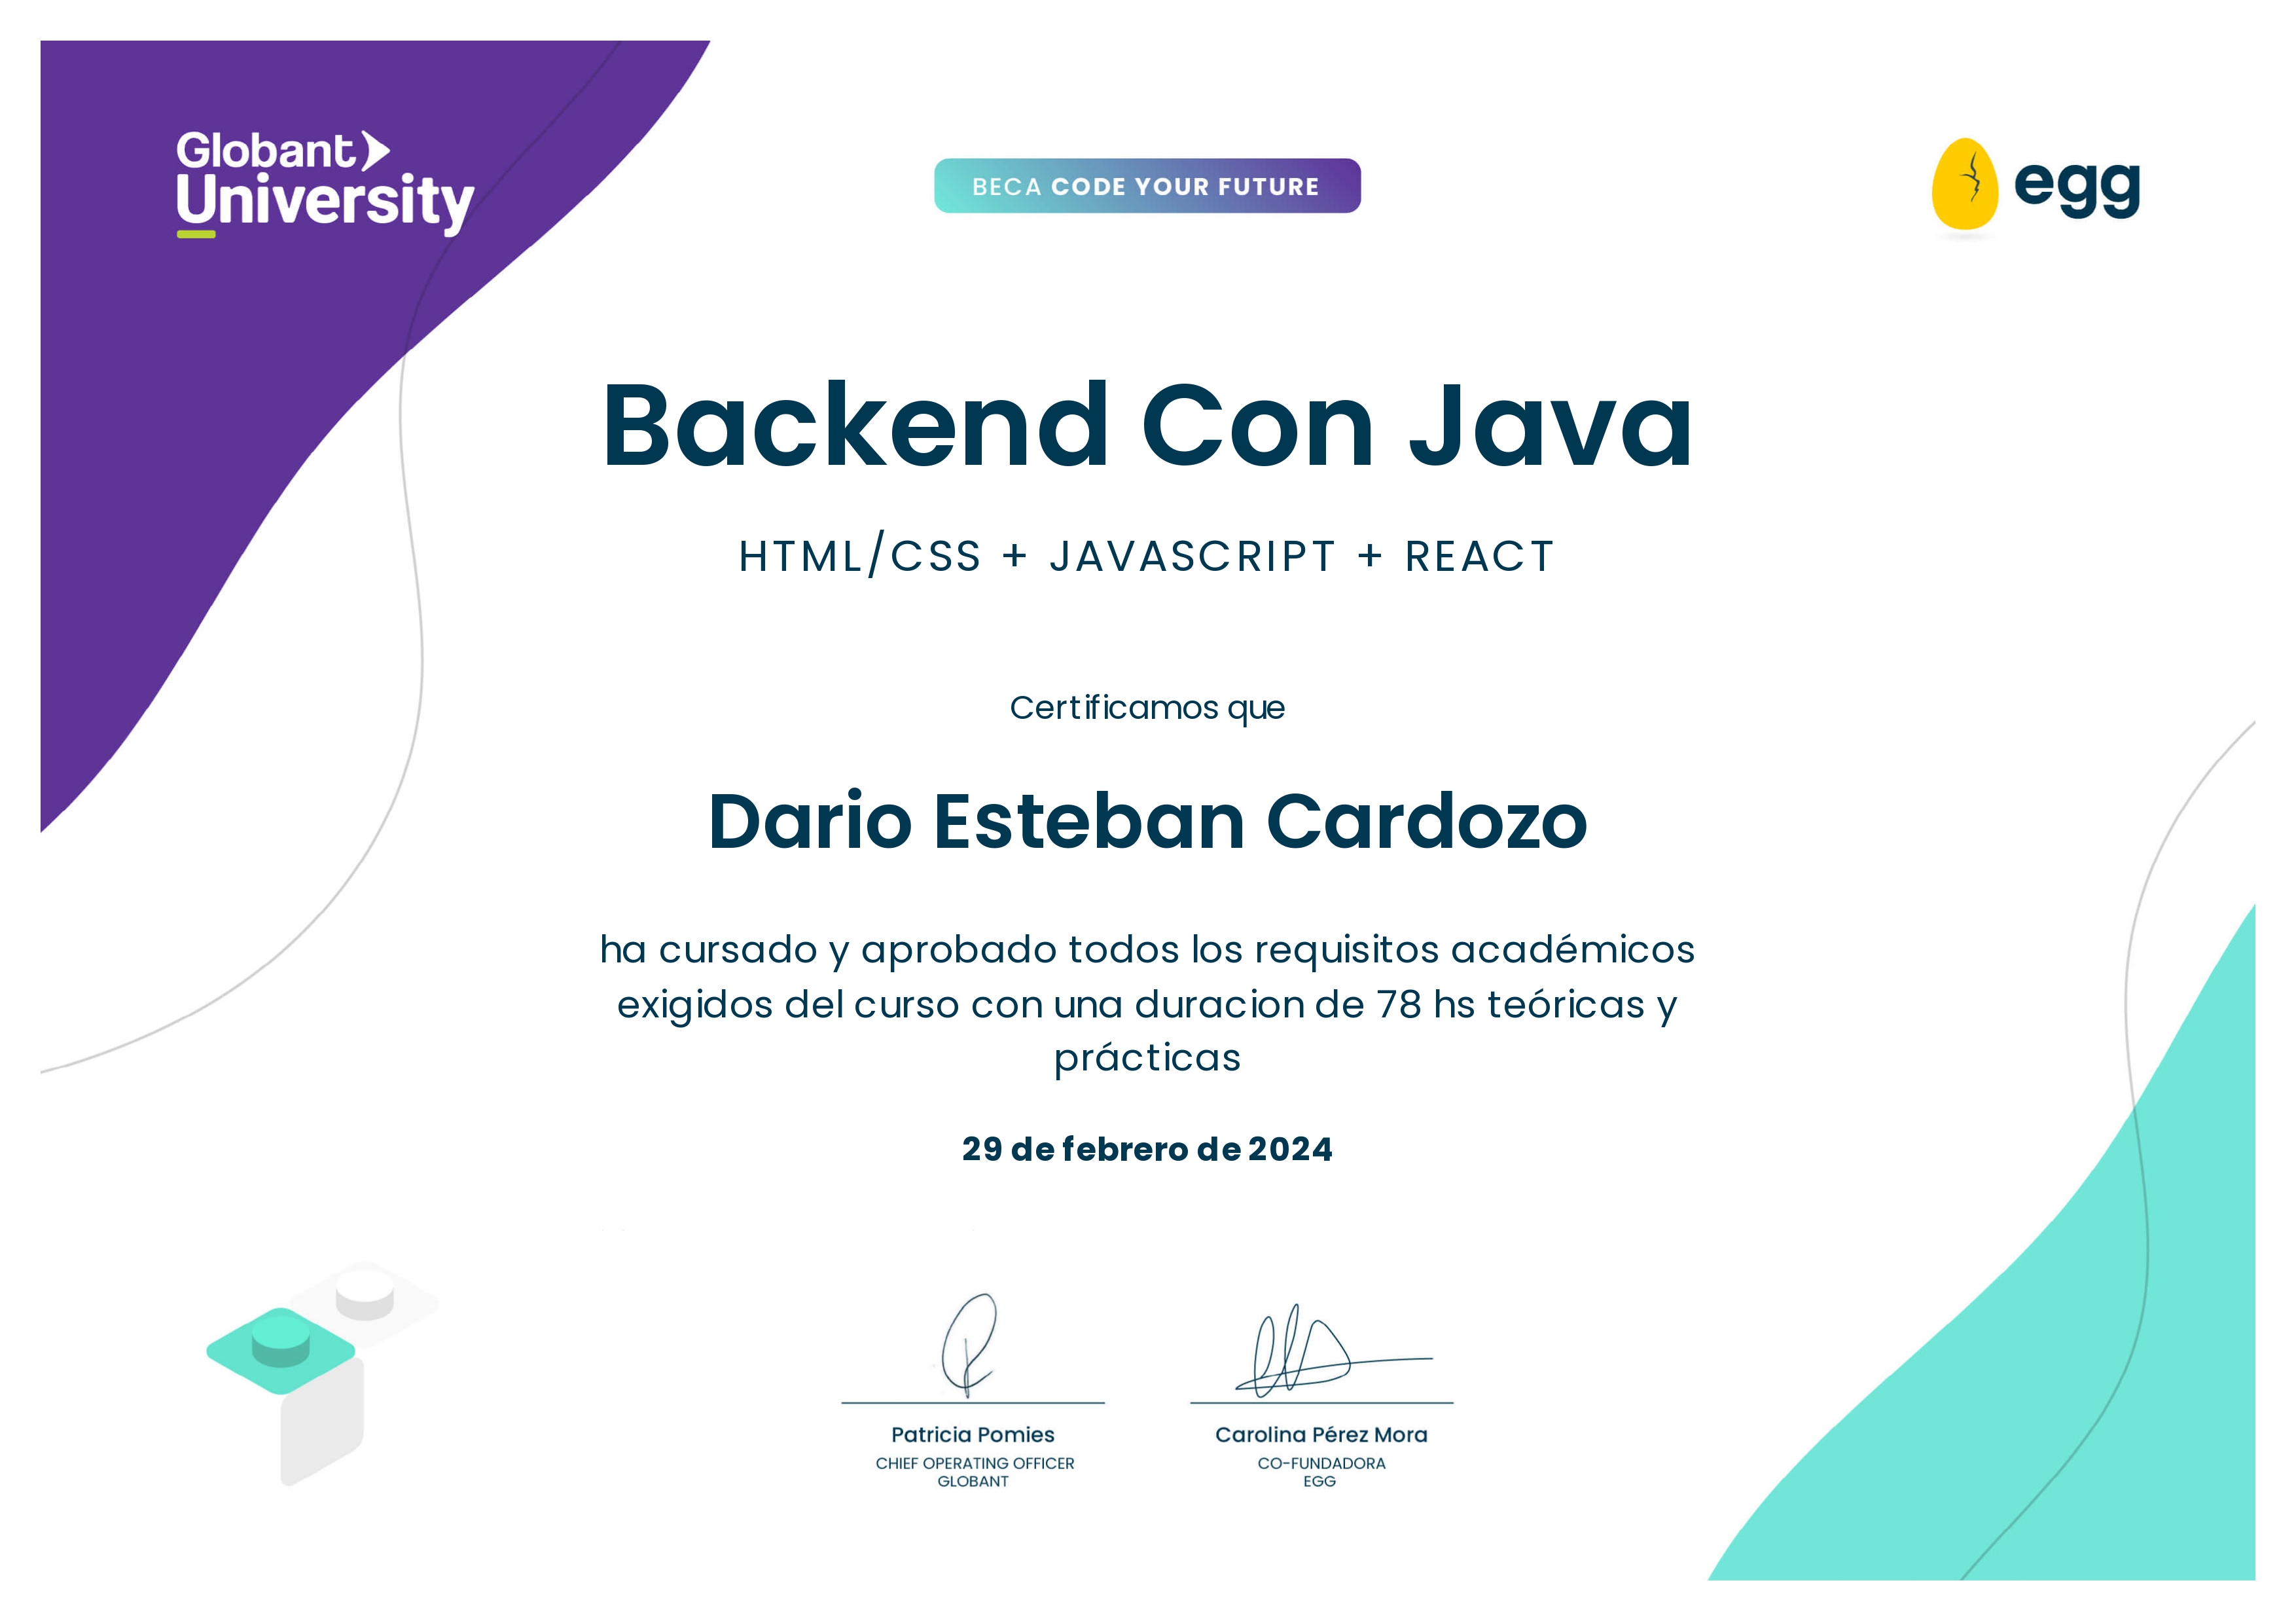 Globant
University
BECA CODE YOUR FUTURE
egg
Backend Con Java
HTML/CSS + JAVASCRIPT + REACT
Certificamos que
Dario Esteban Cardozo
ha cursado y aprobado todos los requisitos académicos
exigidos del curso con una duracion de 78 hs teóricas y
prácticas
29 de febrero de 2024
Patricia Pomies
CHIEF OPERATING OFFICER
GLOBANT
Carolina Pérez Mora
CO-FUNDADORA
EGG